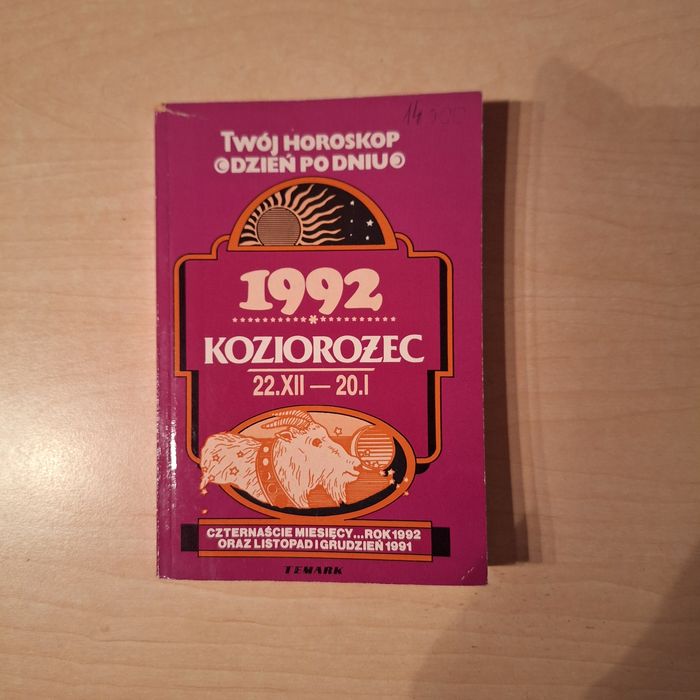 TWÓJ HOROSKOP
DZIEŃ PO DNIU
1992
KOZIOROŻEC
22.XII — 20.I
CZTERNAŚCIE MIESIĘCY...ROK 1992
ORAZ LISTOPAD I GRUDZIEŃ 1991
TEMARK